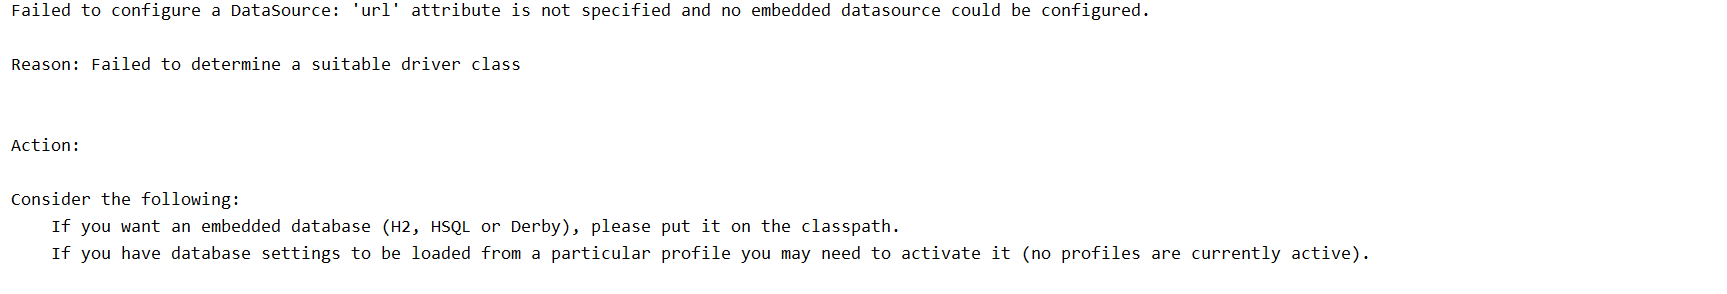 Failed to configure a DataSource: 'url' attribute is not specified and no embedded datasource could be configured.
Reason: Failed to determine a suitable driver class
Action:
Consider the following:
If you want an embedded database (H2, HSQL or Derby), please put it on the classpath.
If you have database settings to be loaded from a particular profile you may need to activate it (no profiles are currently active).